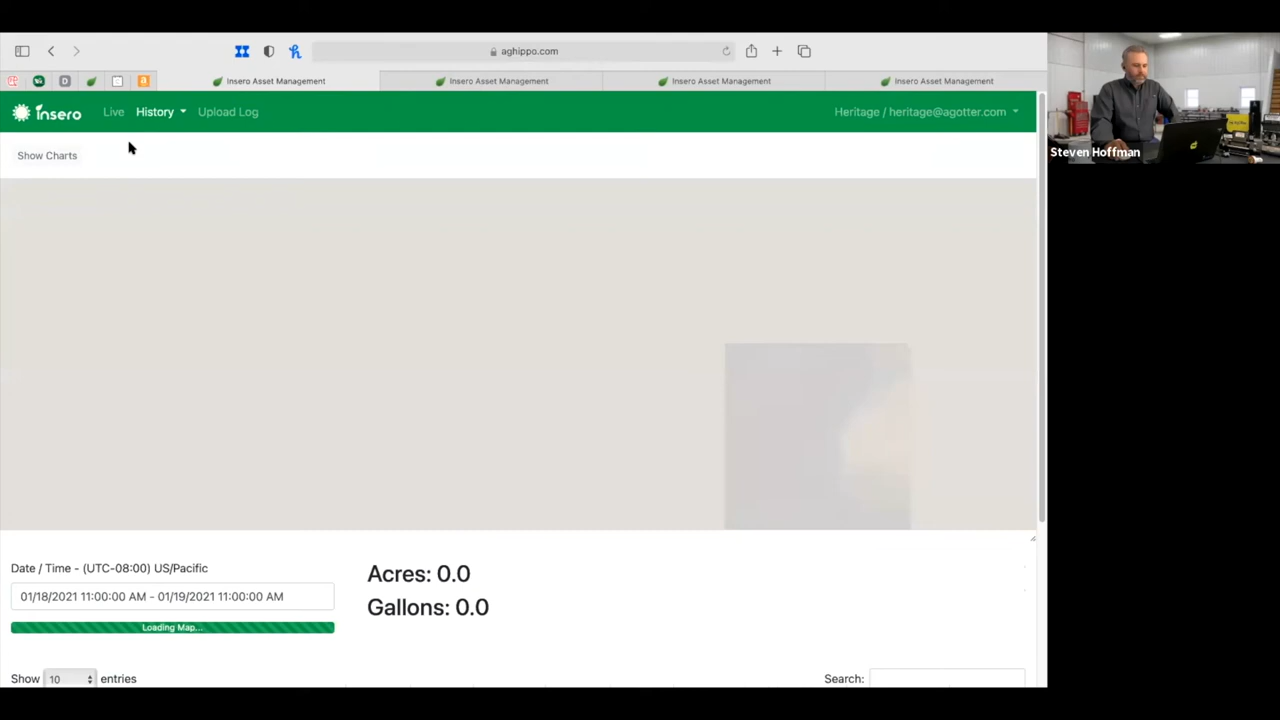 aghippo.com
Insero Asset Management
Insero Asset Management
Insero Asset Management
Insero Asset Management
insero
Live
History
Upload Log
Heritage / heritage@agotter.com
Steven Hoffman
Show Charts
Date / Time - (UTC-08:00) US/Pacific
01/18/2021 11:00:00 AM - 01/19/2021 11:00:00 AM
Loading Map...
Acres: 0.0
Gallons: 0.0
Show 10 entries
Search: